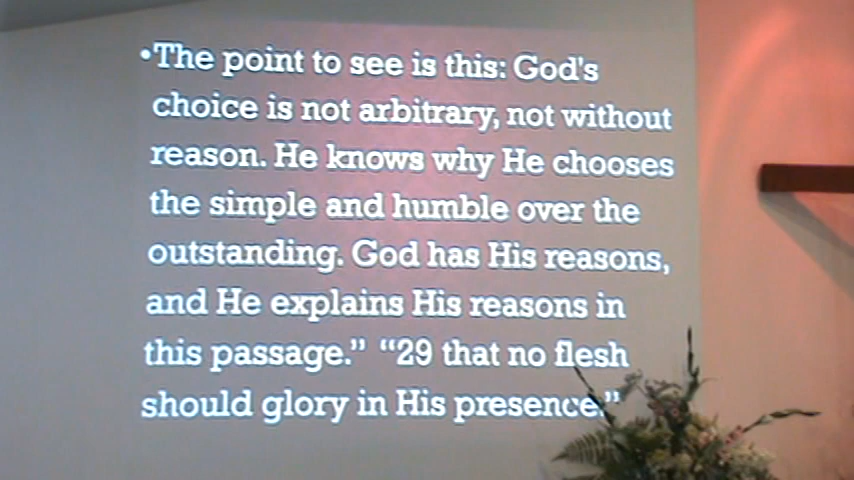 •The point to see is this: God's
choice is not arbitrary, not without
reason. He knows why He chooses
the simple and humble over the
outstanding. God has His reasons,
and He explains His reasons in
this passage.” “29 that no flesh
should glory in His presence.”